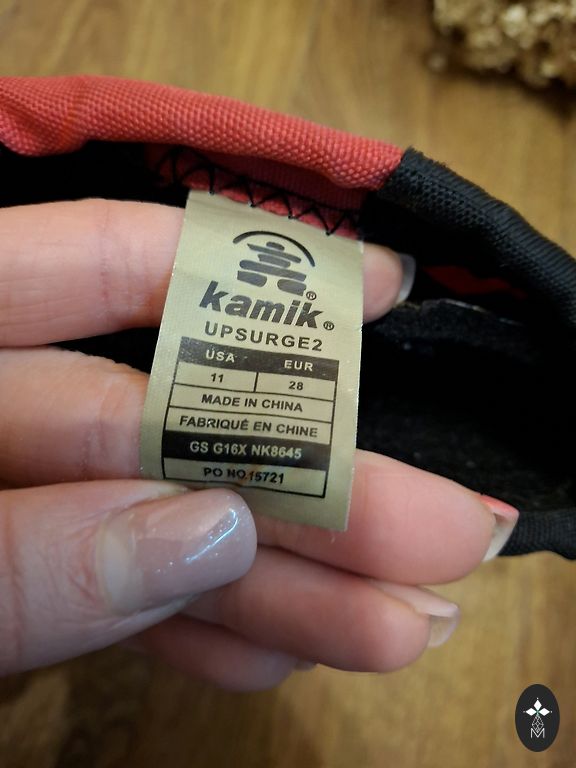 kamik®
UPSURGE2
USA EUR
11 28
MADE IN CHINA
FABRIQUÉ EN CHINE
GS G16X NK8645
PO NO.15721
M